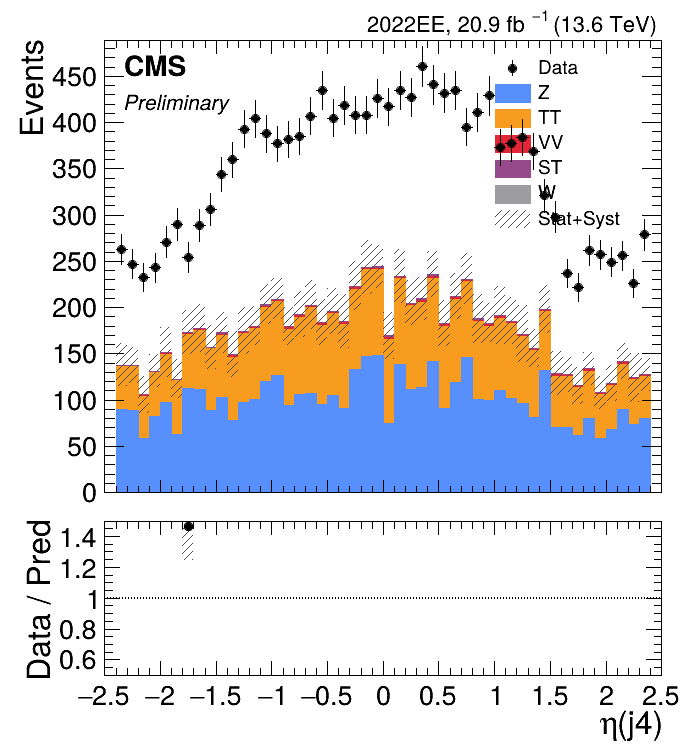 2022EE, 20.9 fb⁻¹ (13.6 TeV)
CMS
Preliminary
Events
450
400
350
300
250
200
150
100
50
0
Data
Z
TT
VV
ST
W
Stat+Syst
Data / Pred
1.4
1.2
1
0.8
0.6
−2.5 −2 −1.5 −1 −0.5 0 0.5 1 1.5 2 2.5
η(j4)